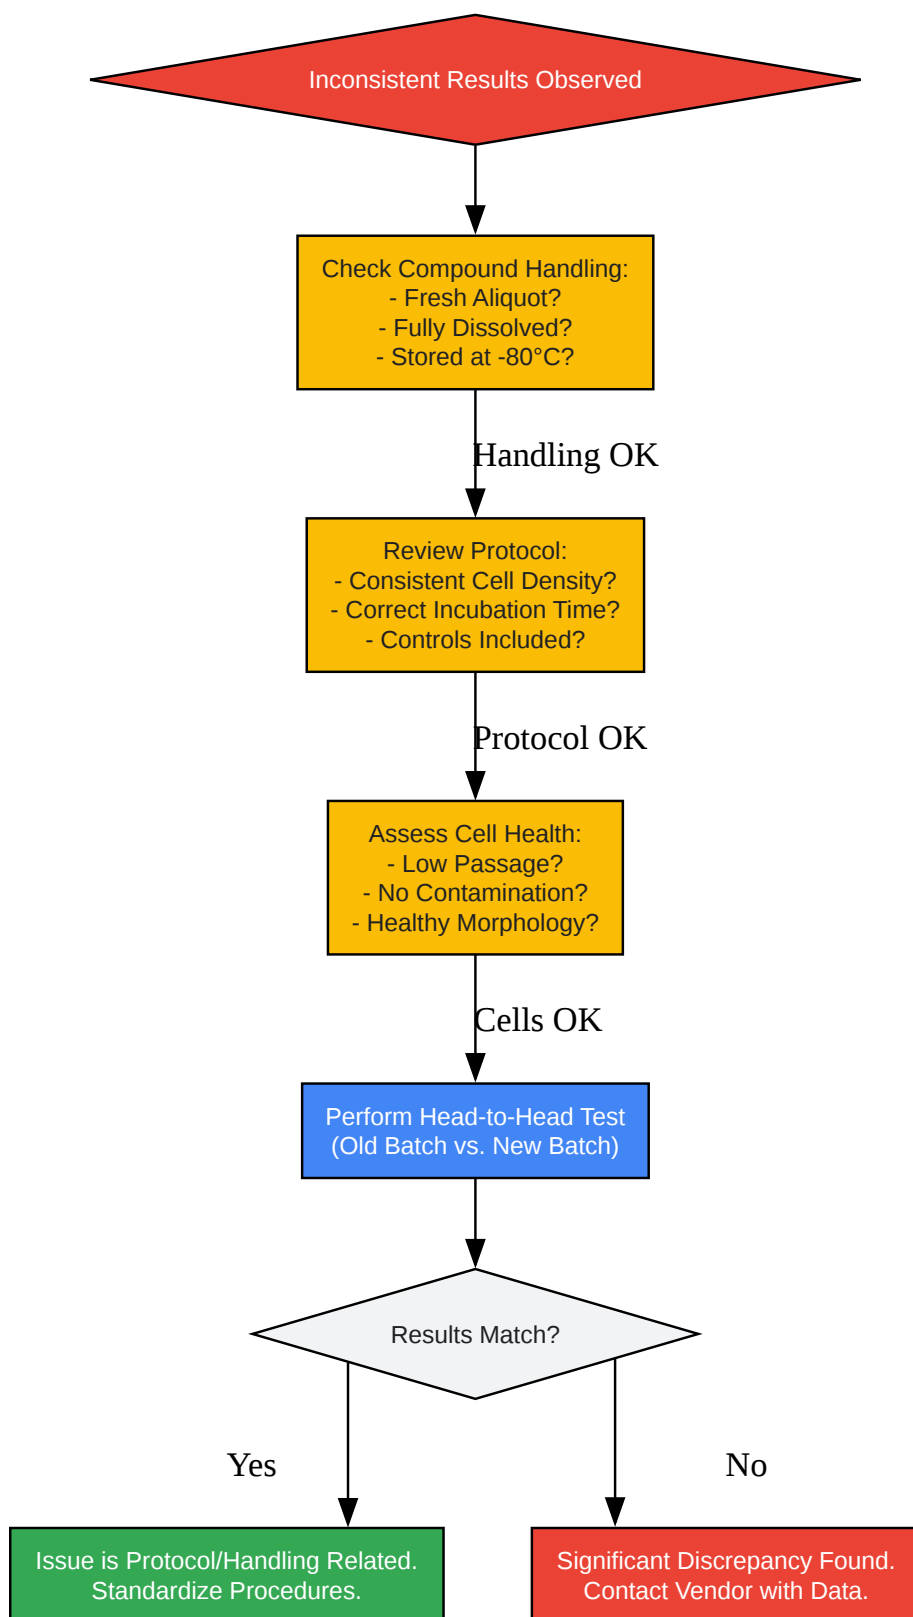 Inconsistent Results Observed
Check Compound Handling:
- Fresh Aliquot?
- Fully Dissolved?
- Stored at -80°C?
Handling OK
Review Protocol:
- Consistent Cell Density?
- Correct Incubation Time?
- Controls Included?
Protocol OK
Assess Cell Health:
- Low Passage?
- No Contamination?
- Healthy Morphology?
Cells OK
Perform Head-to-Head Test
(Old Batch vs. New Batch)
Results Match?
Yes
No
Issue is Protocol/Handling Related.
Standardize Procedures.
Significant Discrepancy Found.
Contact Vendor with Data.